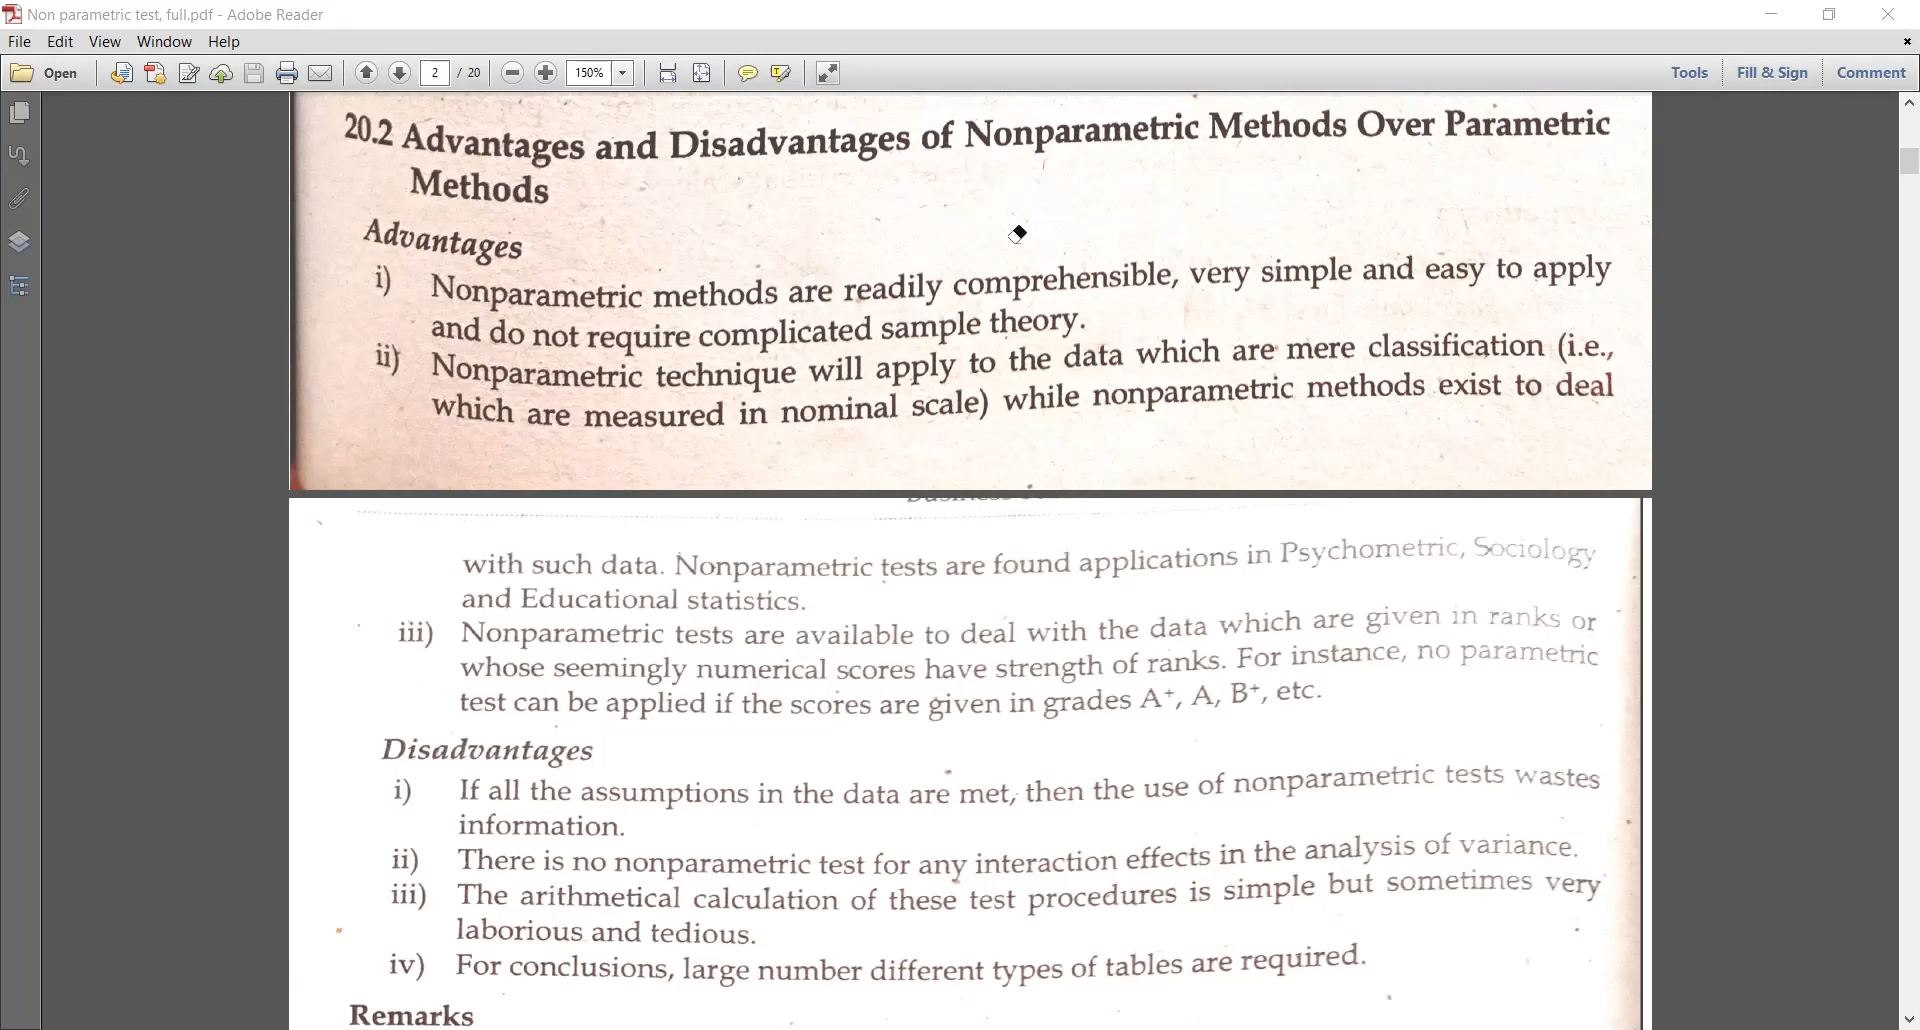 Non parametric test, full.pdf - Adobe Reader
File Edit View Window Help
Open 2 / 20 150% Tools Fill & Sign Comment
20.2 Advantages and Disadvantages of Nonparametric Methods Over Parametric
Methods
Advantages
i) Nonparametric methods are readily comprehensible, very simple and easy to apply
and do not require complicated sample theory.
ii) Nonparametric technique will apply to the data which are mere classification (i.e.,
which are measured in nominal scale) while nonparametric methods exist to deal
with such data. Nonparametric tests are found applications in Psychometric, Sociology
and Educational statistics.
iii) Nonparametric tests are available to deal with the data which are given in ranks or
whose seemingly numerical scores have strength of ranks. For instance, no parametric
test can be applied if the scores are given in grades A⁺, A, B⁺, etc.
Disadvantages
i) If all the assumptions in the data are met, then the use of nonparametric tests wastes
information.
ii) There is no nonparametric test for any interaction effects in the analysis of variance.
iii) The arithmetical calculation of these test procedures is simple but sometimes very
laborious and tedious.
iv) For conclusions, large number different types of tables are required.
Remarks